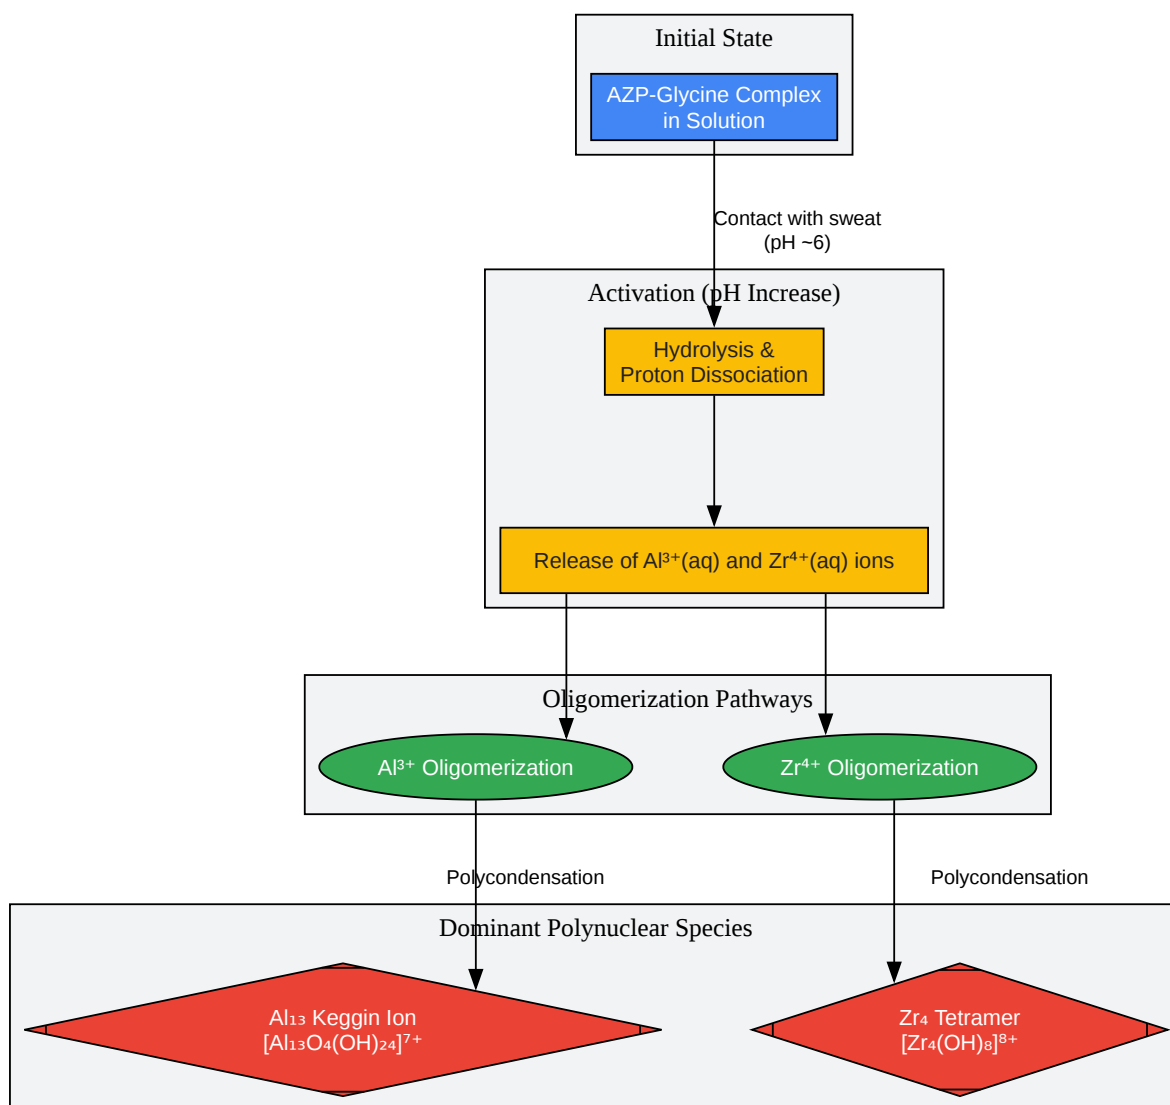 Initial State
AZP-Glycine Complex
in Solution
Contact with sweat
(pH ~6)
Activation (pH Increase)
Hydrolysis &
Proton Dissociation
Release of Al³⁺(aq) and Zr⁴⁺(aq) ions
Oligomerization Pathways
Al³⁺ Oligomerization
Zr⁴⁺ Oligomerization
Polycondensation
Polycondensation
Dominant Polynuclear Species
Al₁₃ Keggin Ion
[Al₁₃O₄(OH)₂₄]⁷⁺
Zr₄ Tetramer
[Zr₄(OH)₈]⁸⁺